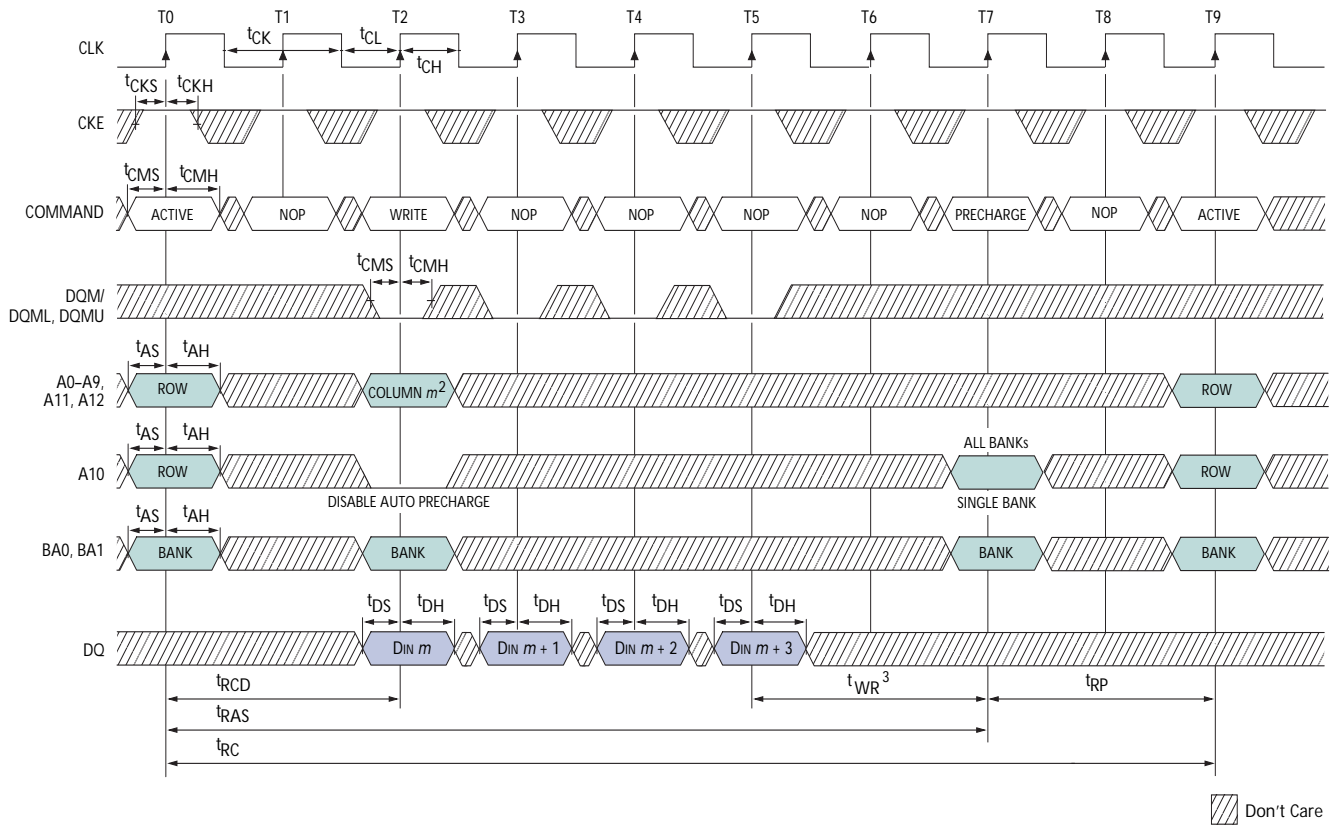 T0 T1 T2 T3 T4 T5 T6 T7 T8 T9
CLK tCK tCL tCH
tCKS tCKH
CKE
tCMS tCMH
COMMAND ACTIVE NOP WRITE NOP NOP NOP NOP PRECHARGE NOP ACTIVE
tCMS tCMH
DQM/
DQML, DQMU
tAS tAH
A0–A9,
A11, A12 ROW COLUMN m2 ROW
tAS tAH
ALL BANKs
A10 ROW ROW
DISABLE AUTO PRECHARGE SINGLE BANK
tAS tAH
BA0, BA1 BANK BANK BANK BANK
tDS tDH tDS tDH tDS tDH tDS tDH
DQ DIN m DIN m + 1 DIN m + 2 DIN m + 3
tRCD tWR3 tRP
tRAS
tRC
Don't Care